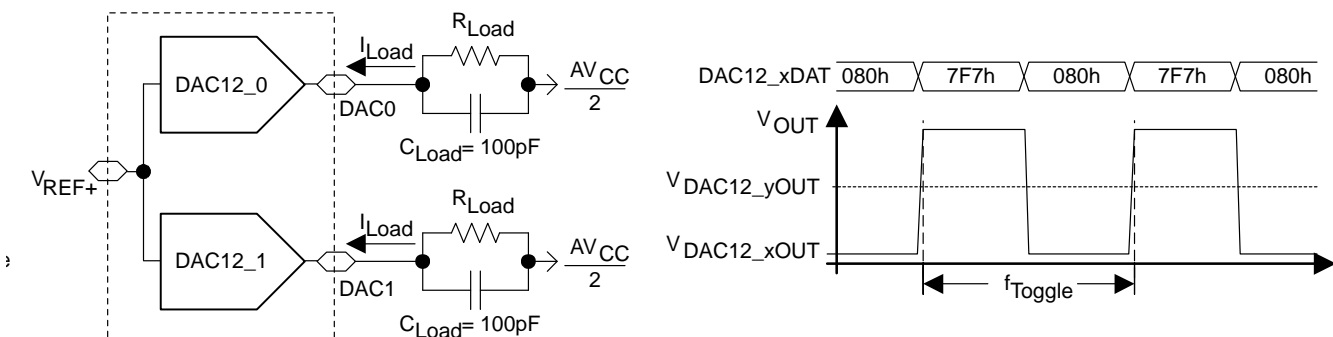 R_Load
I_Load
AV_CC
DAC12_0
2
DAC0
C_Load= 100pF
V_REF+
R_Load
I_Load
AV_CC
DAC12_1
2
DAC1
C_Load= 100pF
e
DAC12_xDAT 080h 7F7h 080h 7F7h 080h
V_OUT
V_DAC12_yOUT
V_DAC12_xOUT
f_Toggle